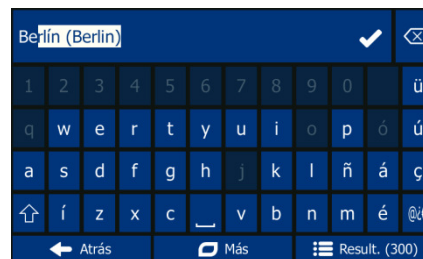 Berlín (Berlin)
1 2 3 4 5 6 7 8 9 0 ü
q w e r t y u i o p ó ú
a s d f g h j k l ñ á ç
í z x c v b n m é @¿
Atrás Más Result. (300)